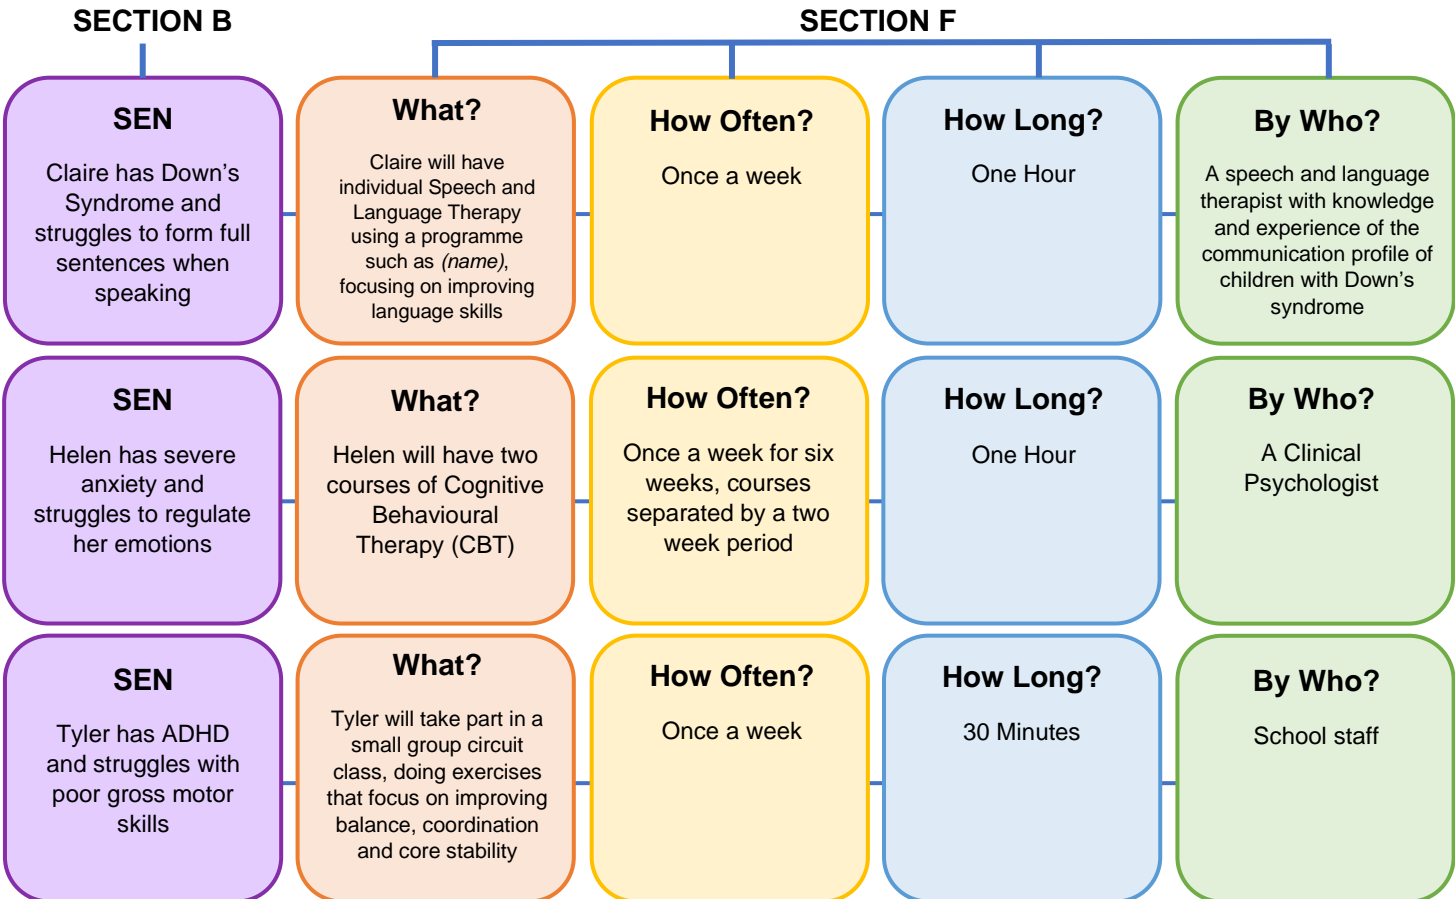 SECTION B
SECTION F
SEN
Claire has Down’s
Syndrome and
struggles to form full
sentences when
speaking
What?
Claire will have
individual Speech and
Language Therapy
using a programme
such as (name),
focusing on improving
language skills
How Often?
Once a week
How Long?
One Hour
By Who?
A speech and language
therapist with knowledge
and experience of the
communication profile of
children with Down’s
syndrome
SEN
Helen has severe
anxiety and
struggles to regulate
her emotions
What?
Helen will have two
courses of Cognitive
Behavioural
Therapy (CBT)
How Often?
Once a week for six
weeks, courses
separated by a two
week period
How Long?
One Hour
By Who?
A Clinical
Psychologist
SEN
Tyler has ADHD
and struggles with
poor gross motor
skills
What?
Tyler will take part in a
small group circuit
class, doing exercises
that focus on improving
balance, coordination
and core stability
How Often?
Once a week
How Long?
30 Minutes
By Who?
School staff